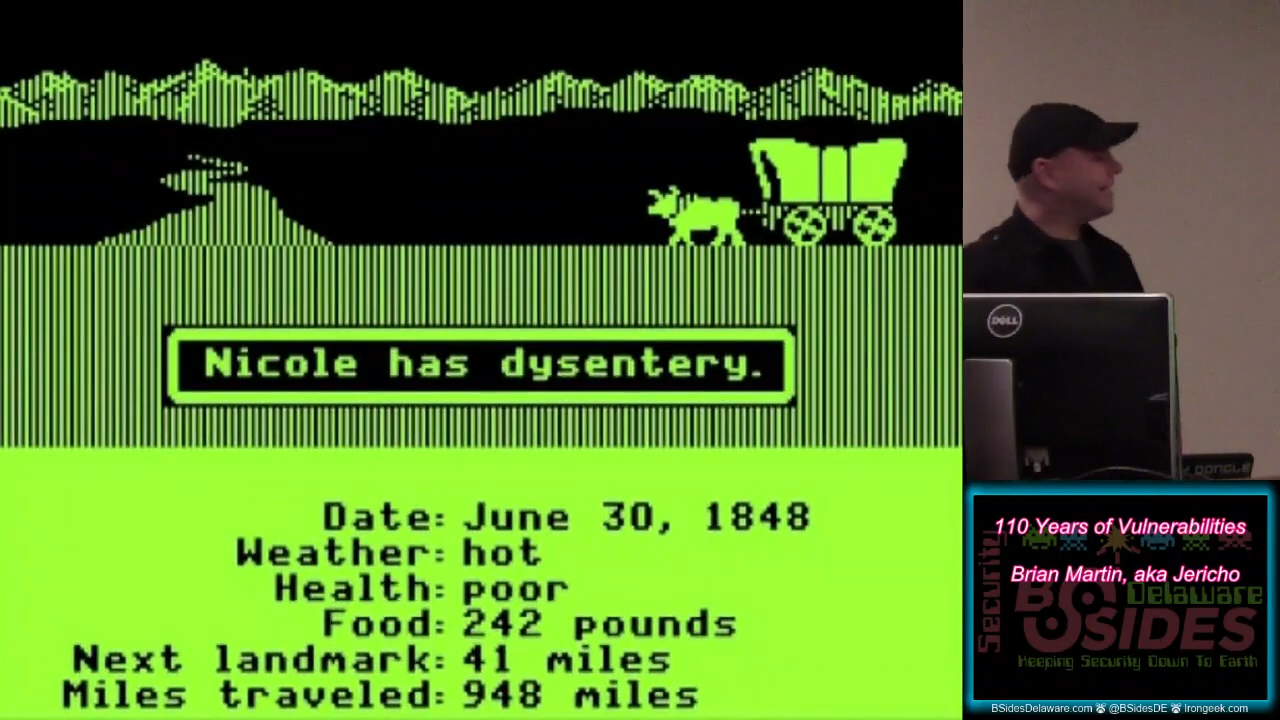 Nicole has dysentery.
Date: June 30, 1848
Weather: hot
Health: poor
Food: 242 pounds
Next landmark: 41 miles
Miles traveled: 948 miles
DELL
DONGLE
110 Years of Vulnerabilities
Brian Martin, aka Jericho
Security
BSIDES
Delaware
Keeping Security Down To Earth
BSidesDelaware.com @BSidesDE Irongeek.com